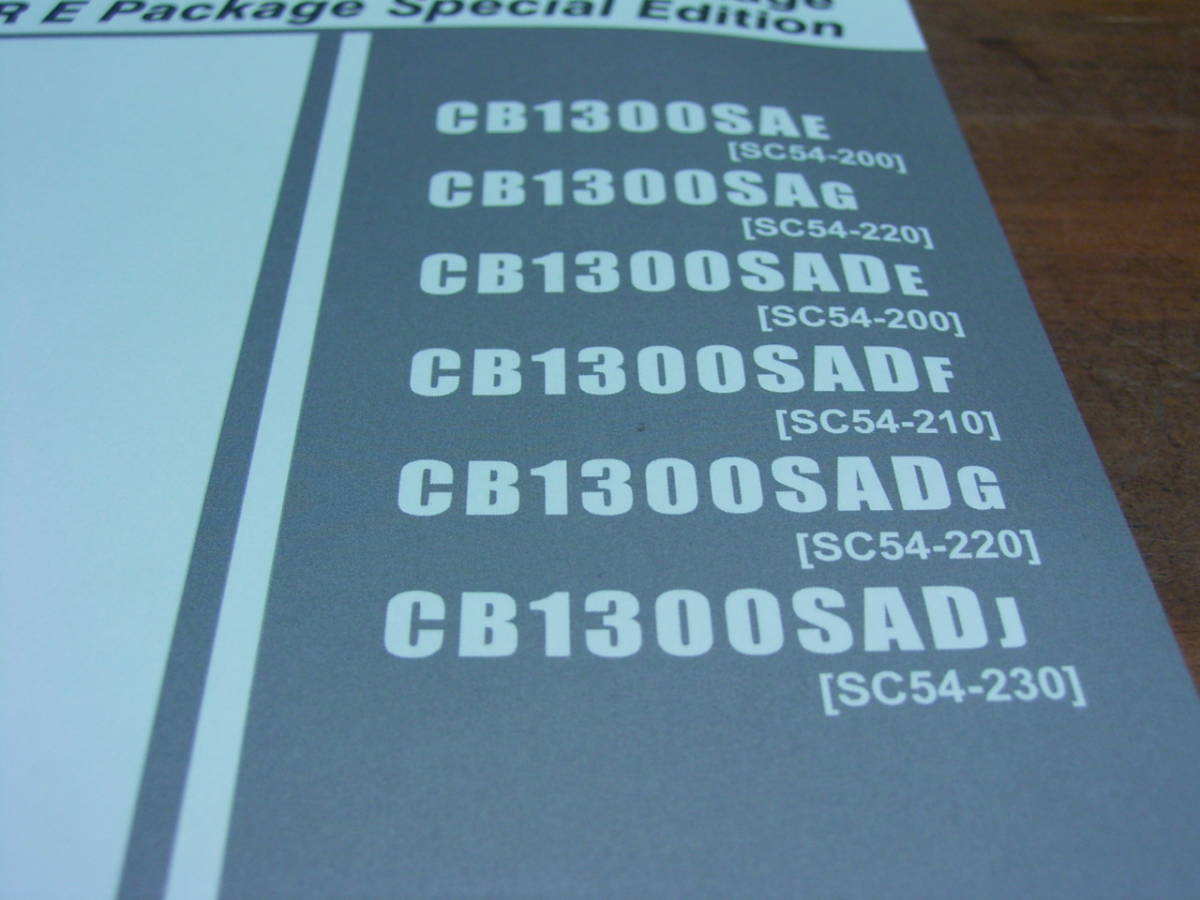 R E Package Special Edition
CB1300SAE
[SC54-200]
CB1300SAG
[SC54-220]
CB1300SADE
[SC54-200]
CB1300SADF
[SC54-210]
CB1300SADG
[SC54-220]
CB1300SADJ
[SC54-230]